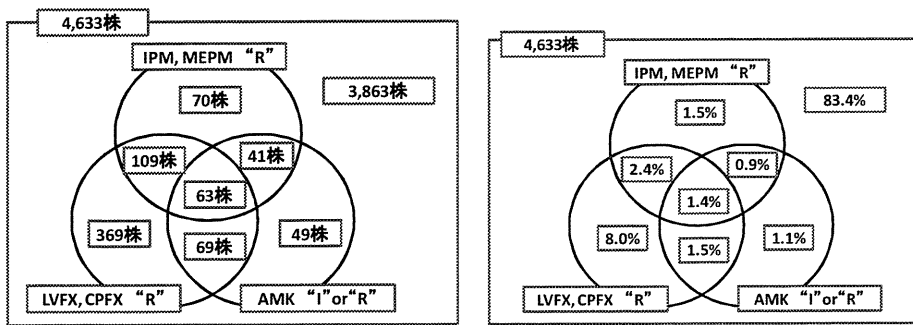 4,633株
IPM, MEPM “R”
70株
3,863株
109株
41株
63株
369株
69株
49株
LVFX, CPFX “R”
AMK “I”or“R”
4,633株
IPM, MEPM “R”
1.5%
83.4%
2.4%
0.9%
1.4%
8.0%
1.5%
1.1%
LVFX, CPFX “R”
AMK “I”or“R”